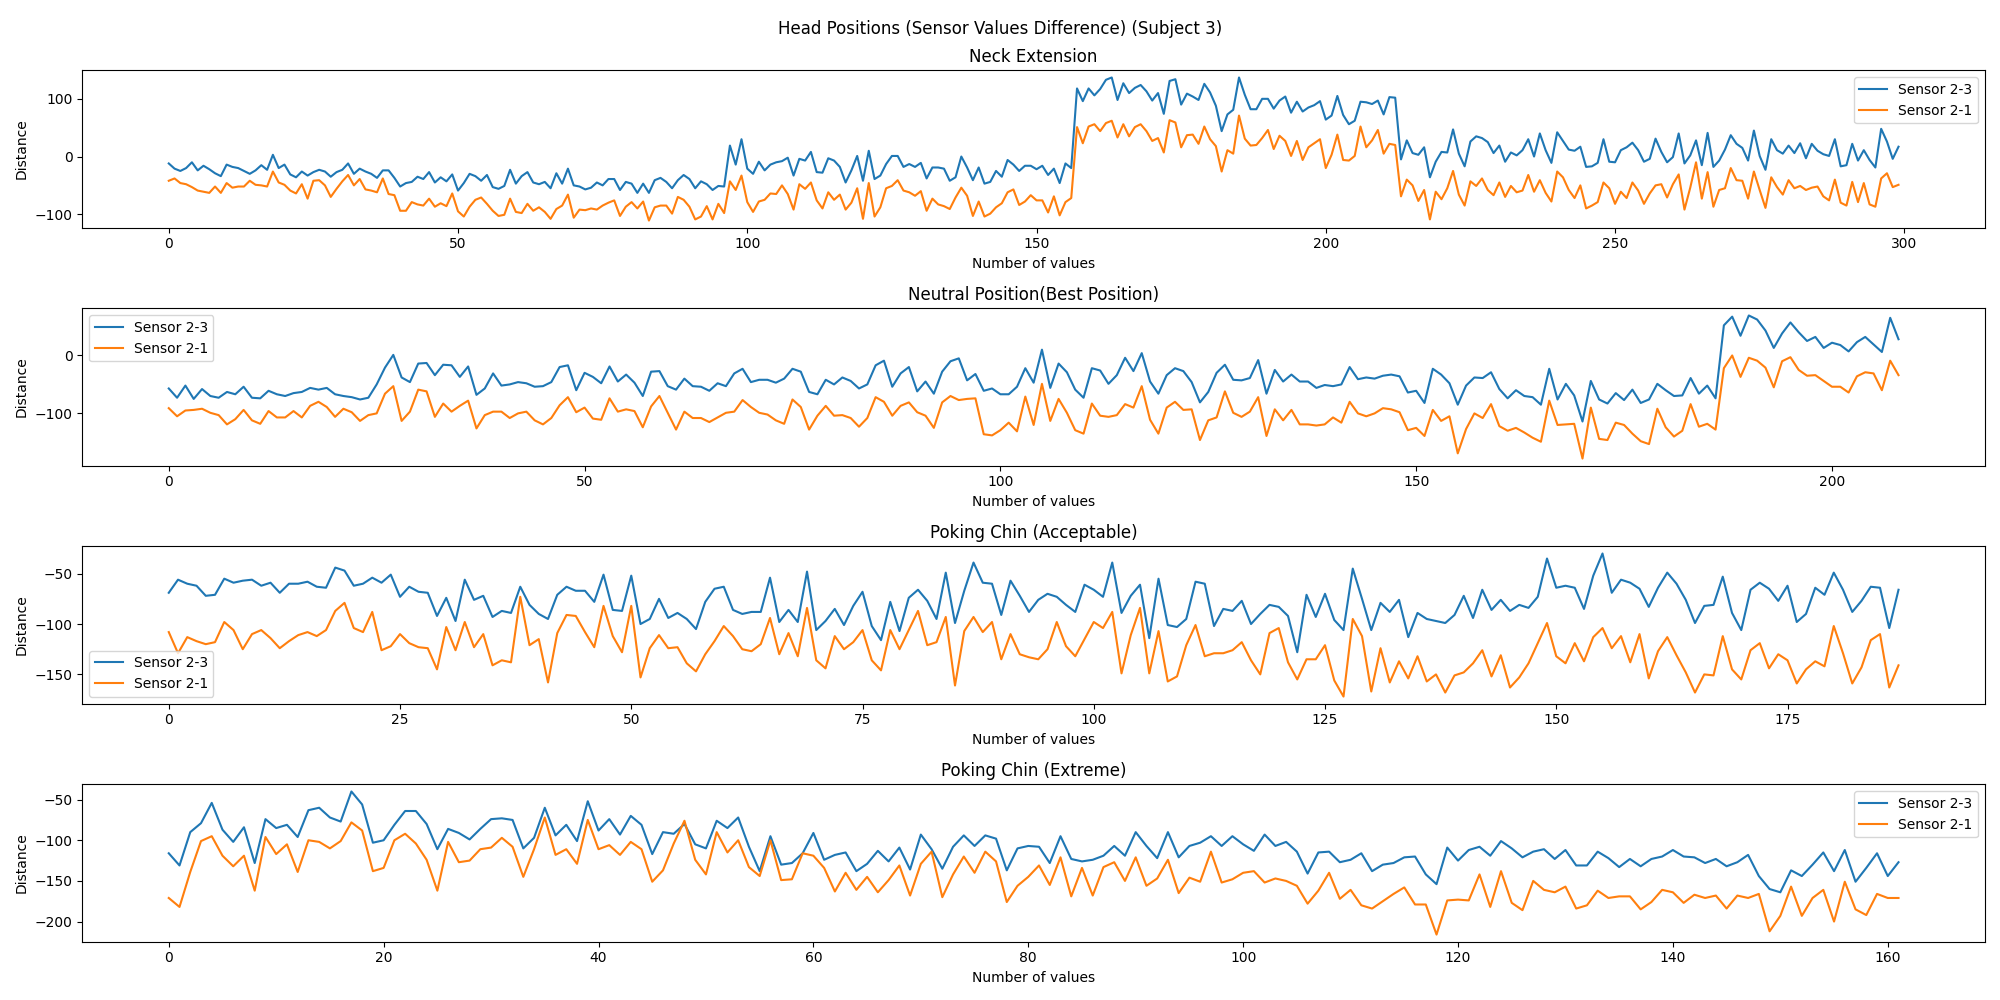 Head Positions (Sensor Values Difference) (Subject 3)
Neck Extension
Distance
100
0
−100
Sensor 2-3
Sensor 2-1
0 50 100 150 200 250 300
Number of values
Neutral Position(Best Position)
Distance
0
−100
Sensor 2-3
Sensor 2-1
0 50 100 150 200
Number of values
Poking Chin (Acceptable)
Distance
−50
−100
−150
Sensor 2-3
Sensor 2-1
0 25 50 75 100 125 150 175
Number of values
Poking Chin (Extreme)
Distance
−50
−100
−150
−200
Sensor 2-3
Sensor 2-1
0 20 40 60 80 100 120 140 160
Number of values